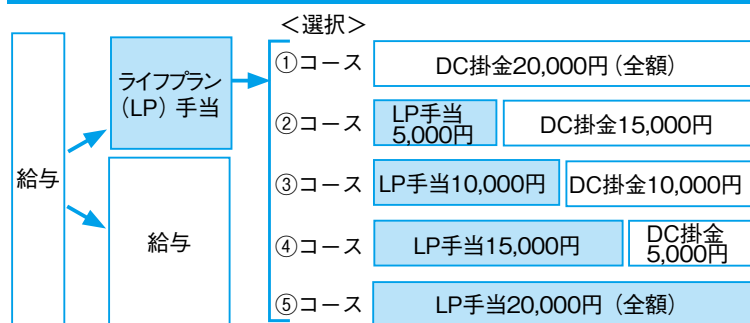 ＜選択＞
給与
ライフプラン
（LP）手当
給与
①コース
DC掛金20,000円（全額）
②コース
LP手当
5,000円
DC掛金15,000円
③コース
LP手当10,000円
DC掛金10,000円
④コース
LP手当15,000円
DC掛金
5,000円
⑤コース
LP手当20,000円（全額）